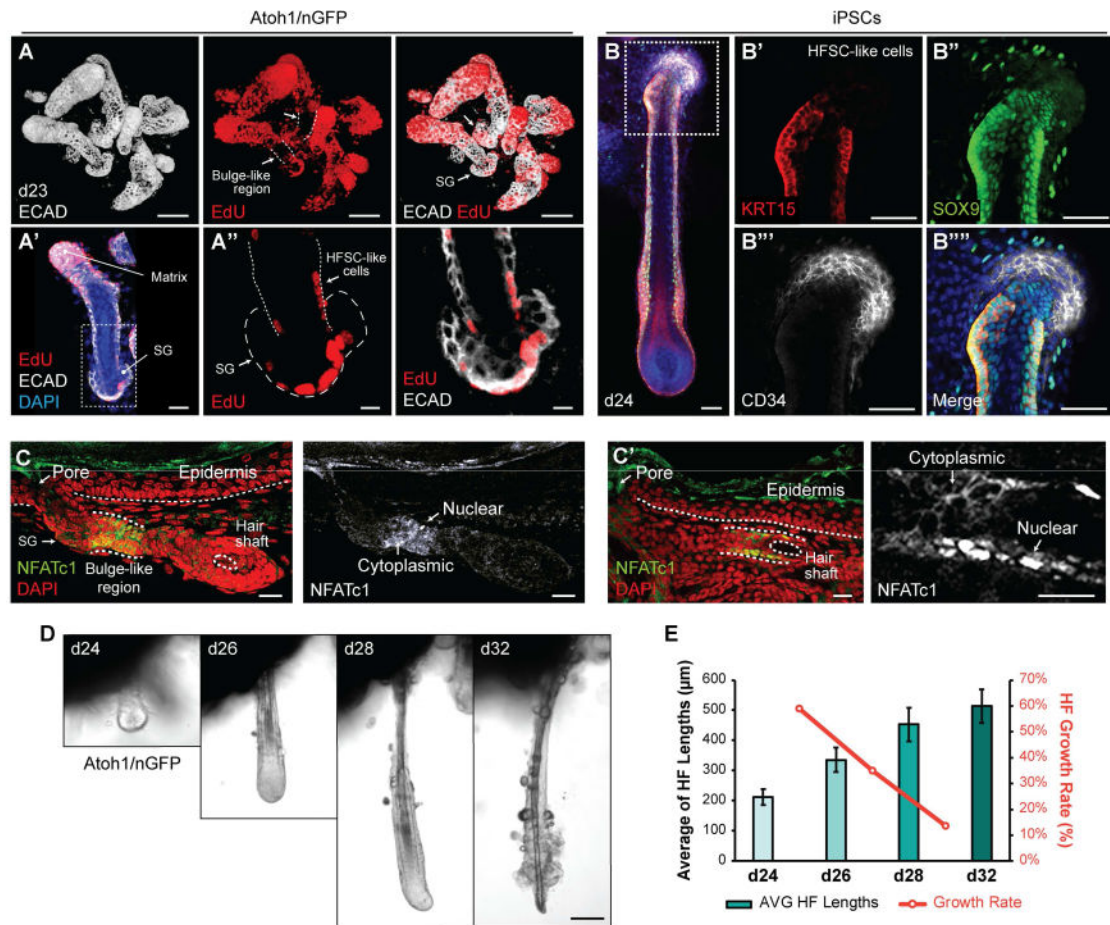 Atoh1/nGFP
iPSCs
A
d23
ECAD
Bulge-like
region
EdU
SG
ECAD EdU
A'
Matrix
SG
EdU
ECAD
DAPI
A"
HFSC-like
cells
SG
EdU
EdU
ECAD
B
d24
B'
HFSC-like cells
KRT15
B"
SOX9
B"'
CD34
B""
Merge
C
Pore
Epidermis
SG
Hair
shaft
NFATc1
DAPI
Bulge-like
region
Nuclear
Cytoplasmic
NFATc1
C'
Pore
Epidermis
Hair
shaft
NFATc1
DAPI
Cytoplasmic
Nuclear
NFATc1
D
d24
d26
d28
d32
Atoh1/nGFP
E
Average of HF Lengths (µm)
600
500
400
300
200
100
0
70%
60%
50%
40%
30%
20%
10%
0%
HF Growth Rate (%)
d24 d26 d28 d32
AVG HF Lengths Growth Rate